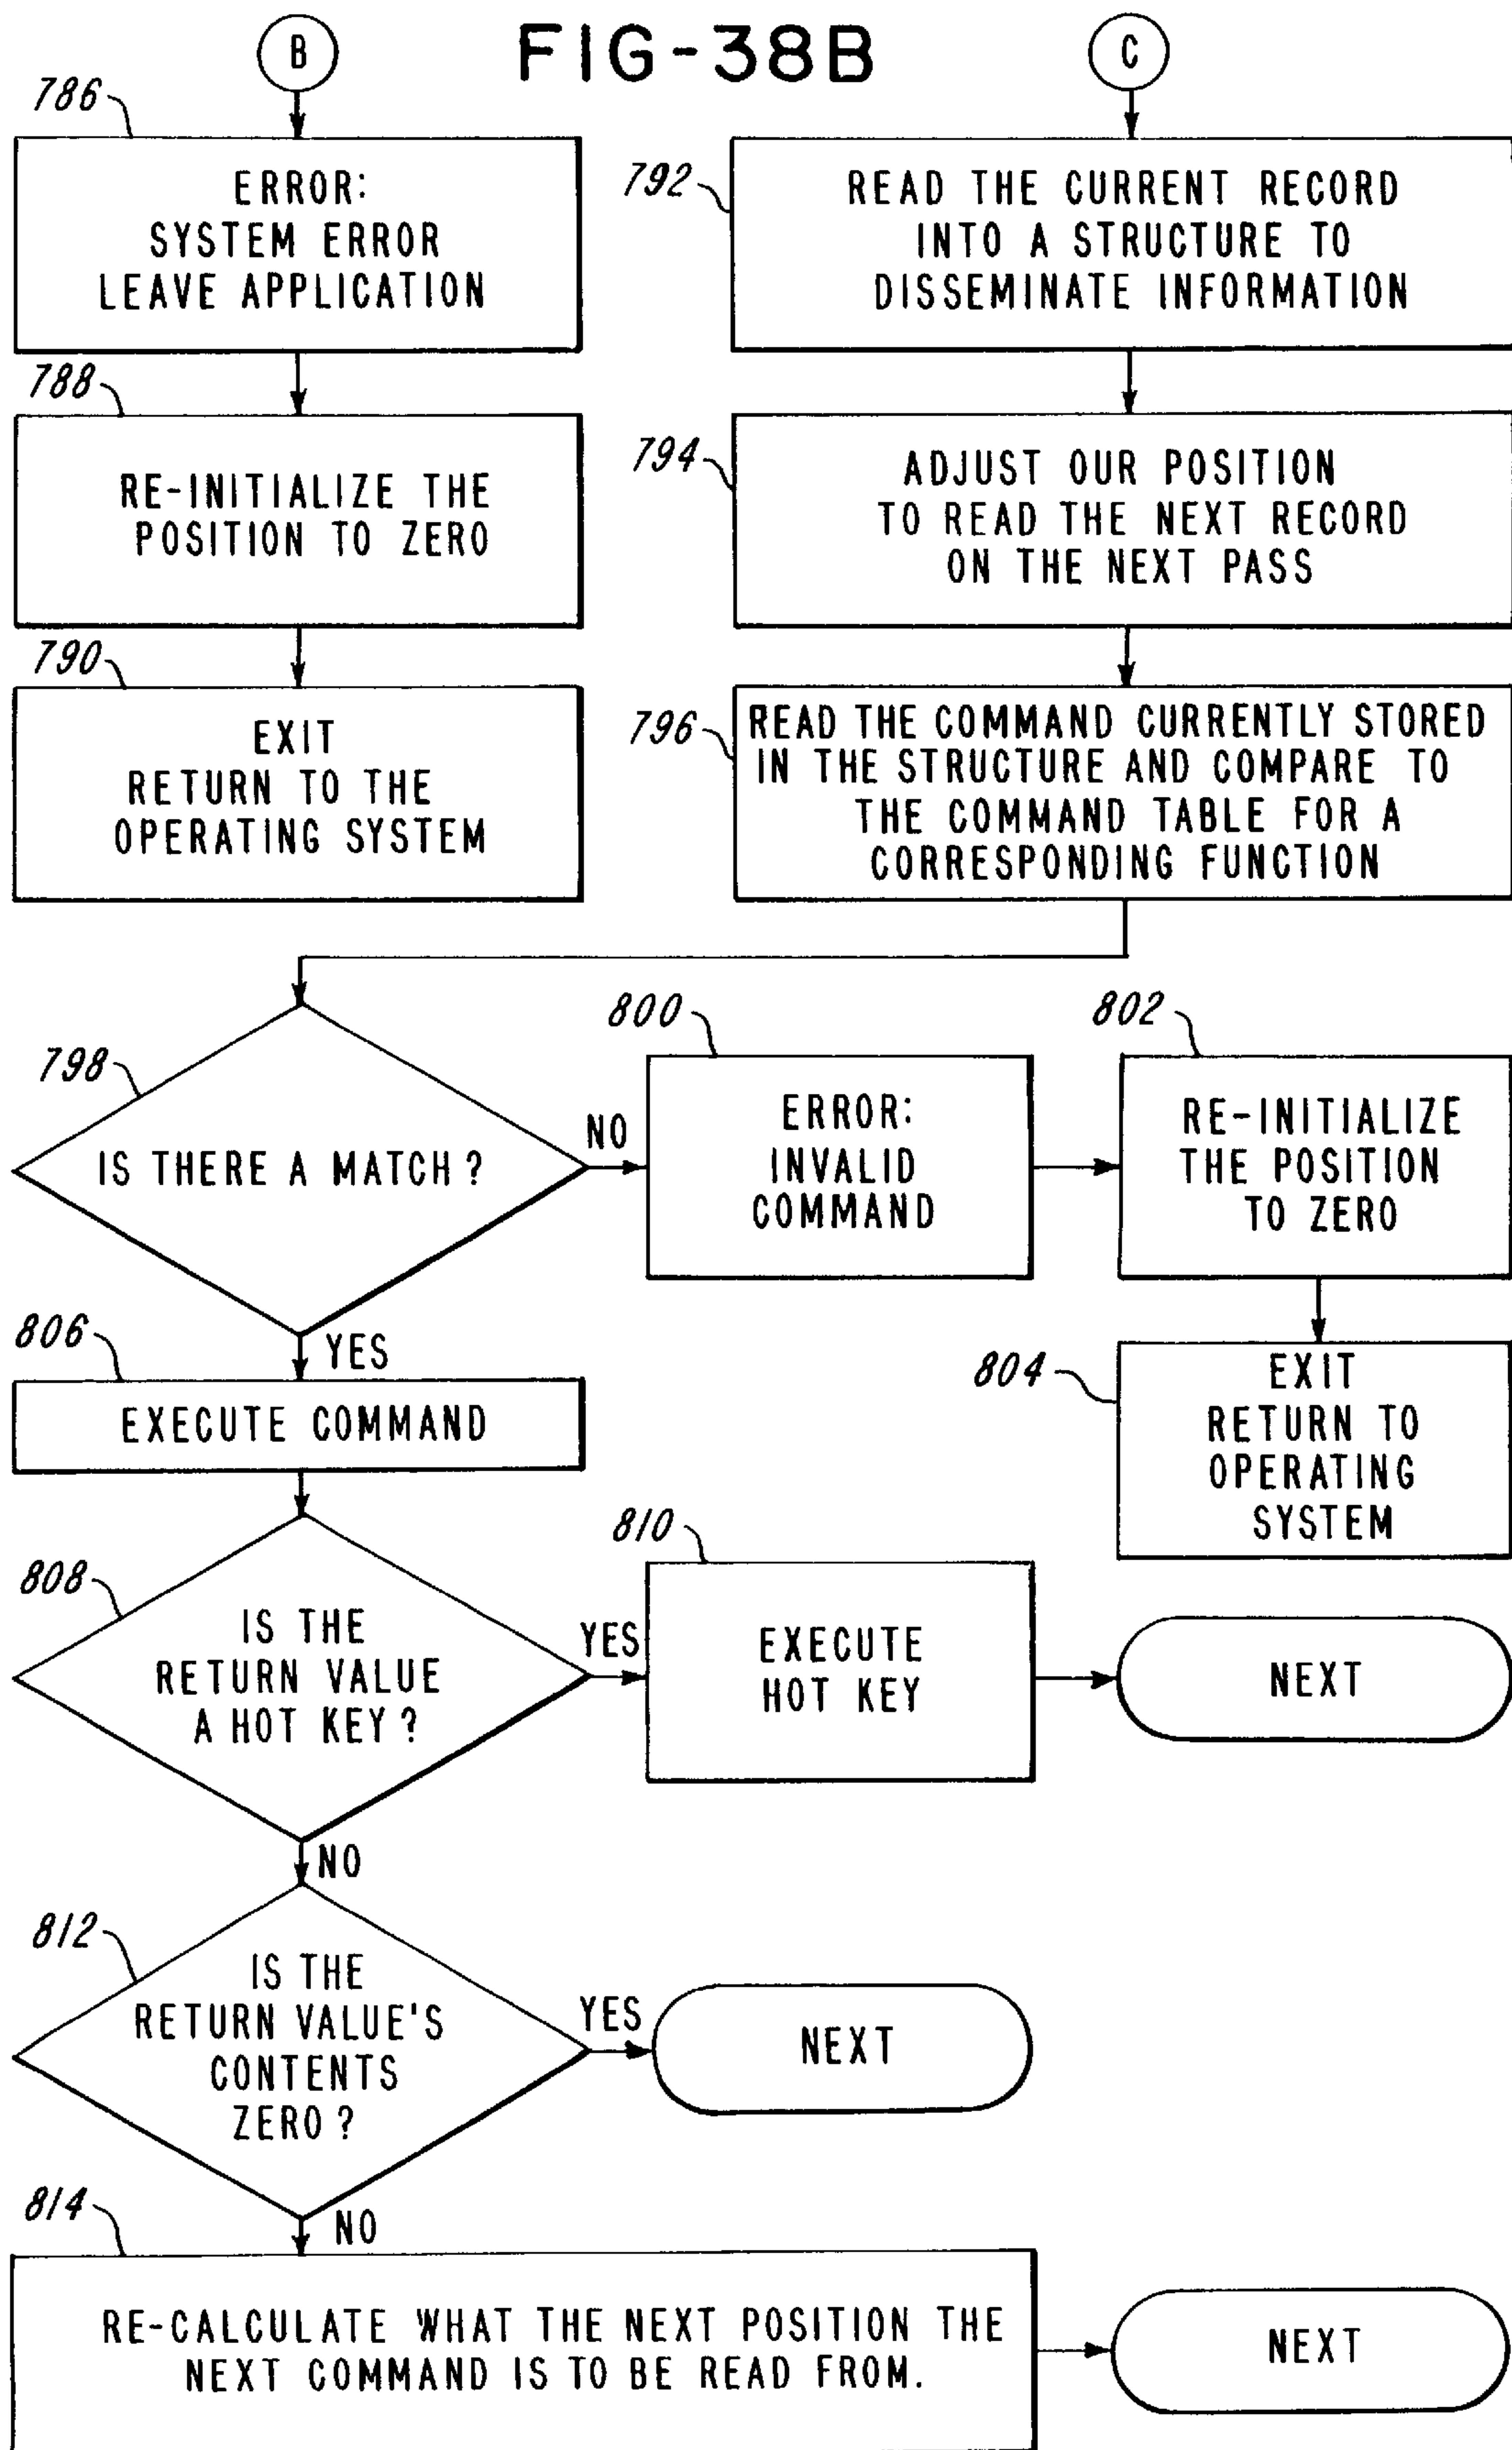 FIG-38B
B
786
ERROR:
SYSTEM ERROR
LEAVE APPLICATION
788
RE-INITIALIZE THE
POSITION TO ZERO
790
EXIT
RETURN TO THE
OPERATING SYSTEM
C
792
READ THE CURRENT RECORD
INTO A STRUCTURE TO
DISSEMINATE INFORMATION
794
ADJUST OUR POSITION
TO READ THE NEXT RECORD
ON THE NEXT PASS
796
READ THE COMMAND CURRENTLY STORED
IN THE STRUCTURE AND COMPARE TO
THE COMMAND TABLE FOR A
CORRESPONDING FUNCTION
798
IS THERE A MATCH?
NO
800
ERROR:
INVALID
COMMAND
802
RE-INITIALIZE
THE POSITION
TO ZERO
804
EXIT
RETURN TO
OPERATING
SYSTEM
YES
806
EXECUTE COMMAND
808
IS THE
RETURN VALUE
A HOT KEY?
YES
810
EXECUTE
HOT KEY
NEXT
NO
812
IS THE
RETURN VALUE'S
CONTENTS
ZERO?
YES
NEXT
NO
814
RE-CALCULATE WHAT THE NEXT POSITION THE
NEXT COMMAND IS TO BE READ FROM.
NEXT